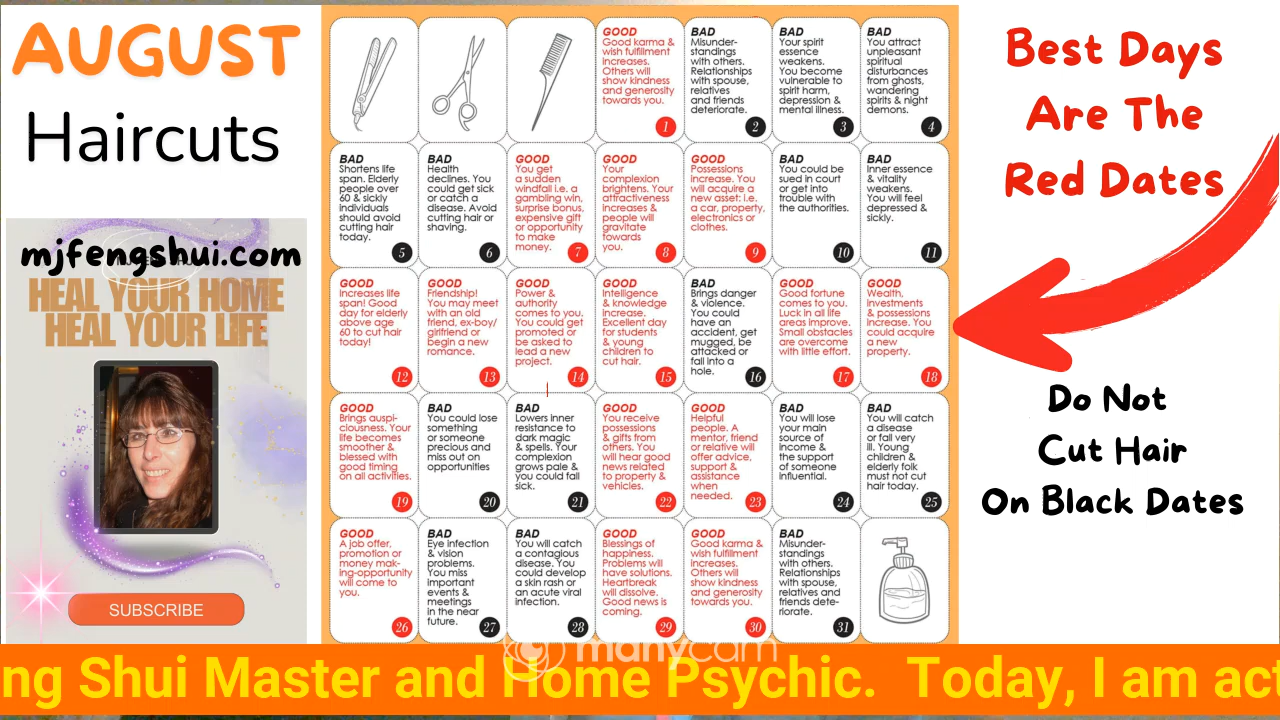 AUGUST
Haircuts
mjfengshui.com
HEAL YOUR HOME
HEAL YOUR LIFE
SUBSCRIBE
GOOD
Good karma &
wish fulfillment
increases.
Others will
show kindness
and generosity
towards you.
1
BAD
Misunder-
standings
with others.
Relationships
with spouse,
relatives
and friends
deteriorate.
2
BAD
Your spirit
essence
weakens.
You become
vulnerable to
spirit harm,
depression &
mental illness.
3
BAD
You attract
unpleasant
spiritual
disturbances
from ghosts,
wandering
spirits & night
demons.
4
BAD
Shortens life
span. Elderly
people over
60 & sickly
individuals
should avoid
cutting hair
today.
5
BAD
Health
declines. You
could get sick
or catch a
disease. Avoid
cutting hair or
shaving.
6
GOOD
You get
a sudden
windfall i.e. a
gambling win,
surprise bonus,
expensive gift
or opportunity
to make
money.
7
GOOD
Your
complexion
brightens. Your
attractiveness
increases &
people will
gravitate
towards
you.
8
GOOD
Possessions
increase. You
will acquire a
new asset: i.e.
a car, property,
electronics or
clothes.
9
BAD
You could be
sued in court
or get into
trouble with
the authorities.
10
BAD
Inner essence
& vitality
weakens.
You will feel
depressed &
sickly.
11
GOOD
Increases life
span! Good
day for elderly
above age
60 to cut hair
today!
12
GOOD
Friendship!
You may meet
with an old
friend, ex-boy/
girlfriend or
begin a new
romance.
13
GOOD
Power &
authority
comes to you.
You could get
promoted or
be asked to
lead a new
project.
14
GOOD
Intelligence
& knowledge
increase.
Excellent day
for students
& young
children to
cut hair.
15
BAD
Brings danger
& violence.
You could
have an
accident, get
mugged, be
attacked or
fall into a
hole.
16
GOOD
Good fortune
comes to you.
Luck in all life
areas improve.
Small obstacles
are overcome
with little effort.
17
GOOD
Wealth,
investments
& possessions
increase. You
could acquire
a new
property.
18
GOOD
Brings auspi-
ciousness. Your
life becomes
smoother &
blessed with
good timing
on all activities.
19
BAD
You could lose
something
or someone
precious and
miss out on
opportunities
20
BAD
Lowers inner
resistance to
dark magic
& spells. Your
complexion
grows pale &
you could fall
sick.
21
GOOD
You receive
possessions
& gifts from
others. You
will hear good
news related
to property &
vehicles.
22
GOOD
Helpful
people. A
mentor, friend
or relative will
offer advice,
support &
assistance
when
needed.
23
BAD
You will lose
your main
source of
income &
the support
of someone
influential.
24
BAD
You will catch
a disease
or fall very
ill. Young
children &
elderly folk
must not cut
hair today.
25
GOOD
A job offer,
promotion or
money mak-
ing-opportunity
will come to
you.
26
BAD
Eye infection
& vision
problems.
You miss
important
events &
meetings
in the near
future.
27
BAD
You will catch
a contagious
disease. You
could develop
a skin rash or
an acute viral
infection.
28
GOOD
Blessings of
happiness.
Problems will
have solutions.
Heartbreak
will dissolve.
Good news is
coming.
29
GOOD
Good karma &
wish fulfillment
increases.
Others will
show kindness
and generosity
towards you.
30
BAD
Misunder-
standings
with others.
Relationships
with spouse,
relatives and
friends dete-
riorate.
31
Best Days
Are The
Red Dates
Do Not
Cut Hair
On Black Dates
manycam
ng Shui Master and Home Psychic. Today, I am act